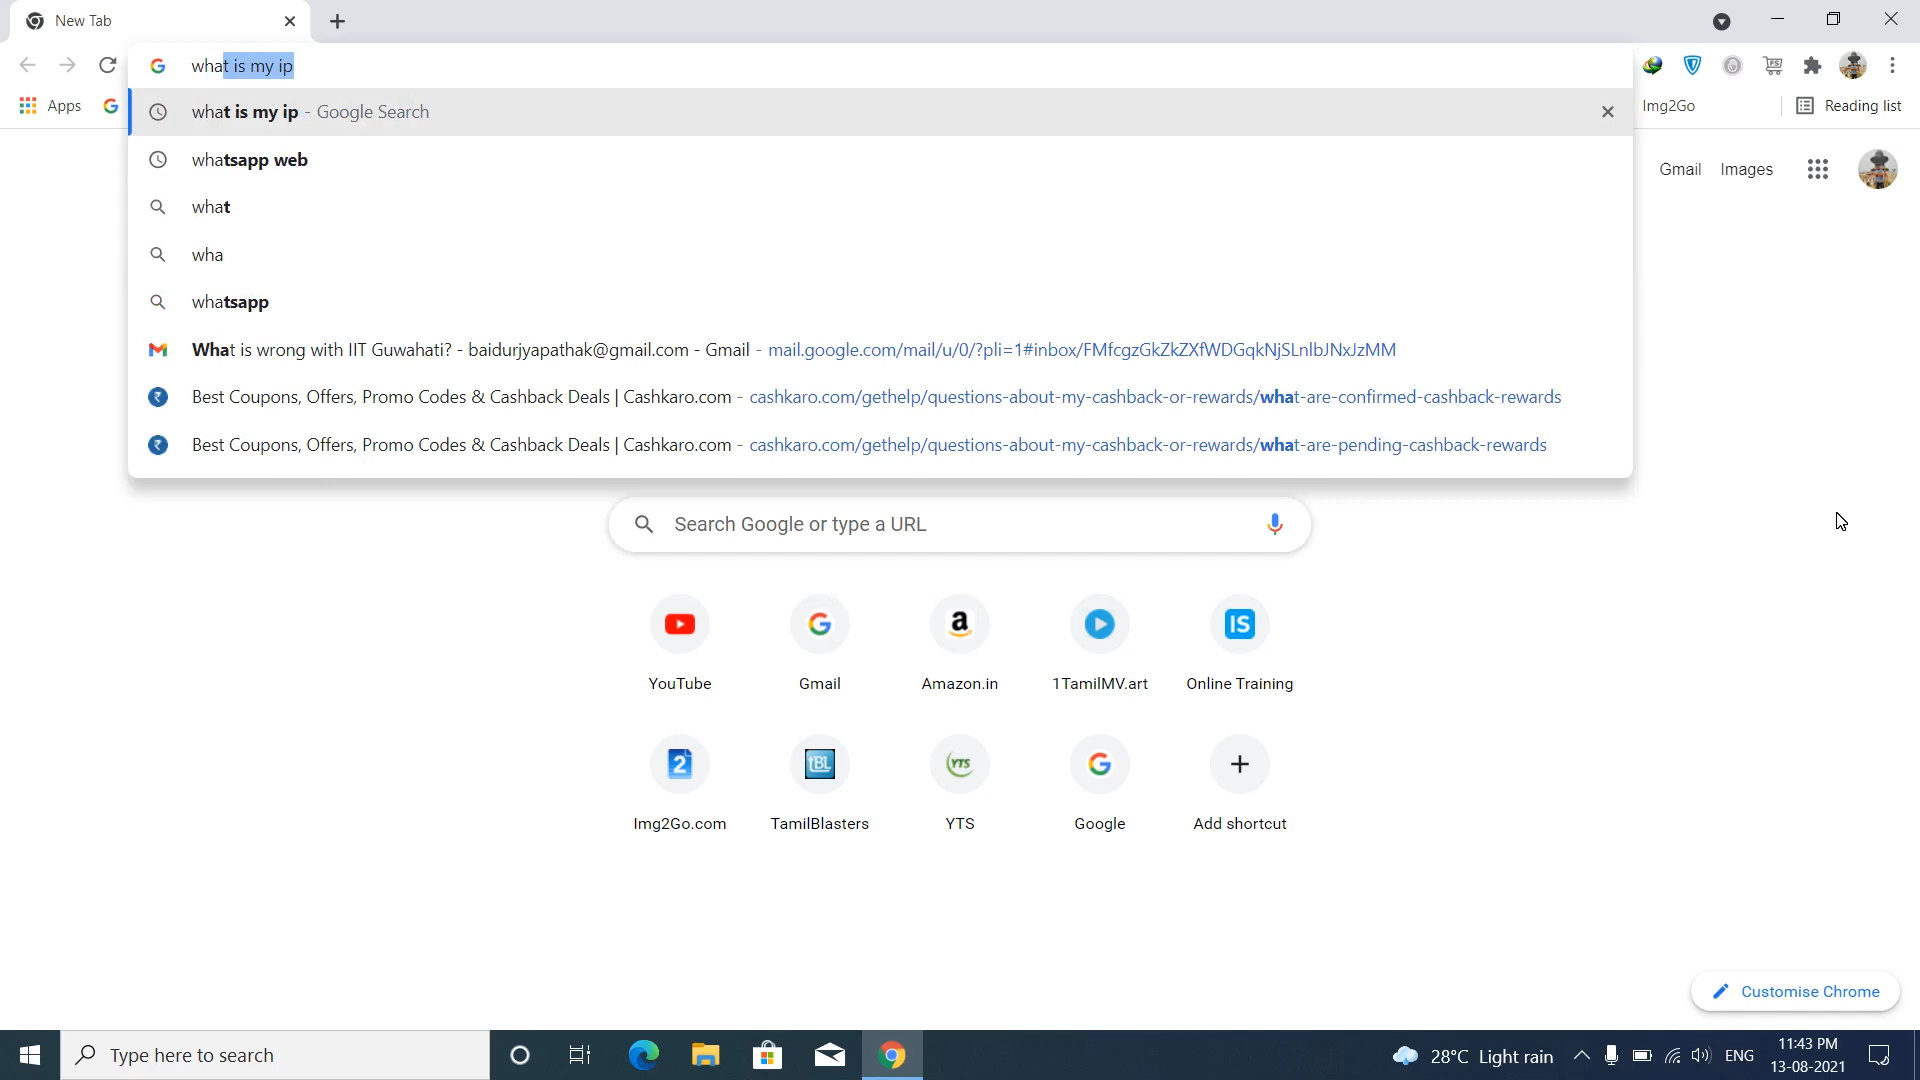 New Tab
what is my ip
Apps
Img2Go
Reading list
what is my ip - Google Search
whatsapp web
what
wha
whatsapp
What is wrong with IIT Guwahati? - baidurjyapathak@gmail.com - Gmail - mail.google.com/mail/u/0/?pli=1#inbox/FMfcgzGkZkZXfWDGqkNjSLnlbJNxJzMM
Best Coupons, Offers, Promo Codes & Cashback Deals | Cashkaro.com - cashkaro.com/gethelp/questions-about-my-cashback-or-rewards/what-are-confirmed-cashback-rewards
Best Coupons, Offers, Promo Codes & Cashback Deals | Cashkaro.com - cashkaro.com/gethelp/questions-about-my-cashback-or-rewards/what-are-pending-cashback-rewards
Gmail Images
Search Google or type a URL
YouTube Gmail Amazon.in 1TamilMV.art Online Training
Img2Go.com TamilBlasters YTS Google Add shortcut
Customise Chrome
Type here to search
28°C Light rain
ENG
11:43 PM
13-08-2021